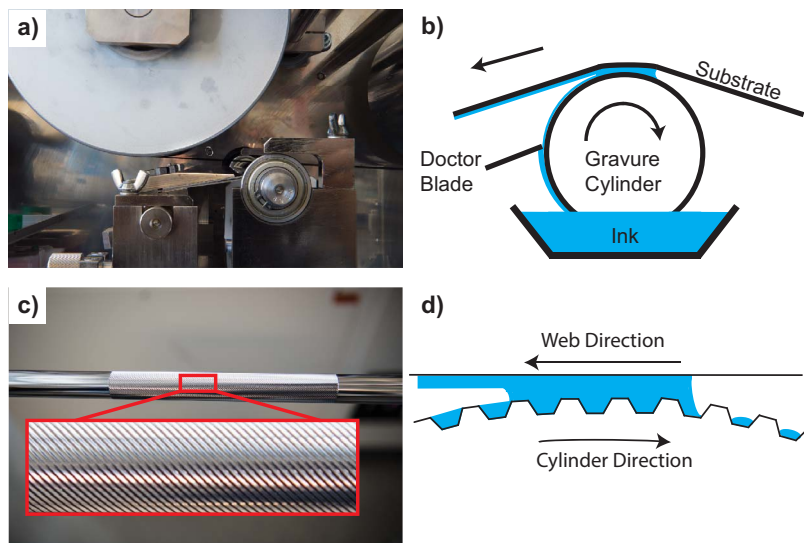 a)
b)
Substrate
Doctor
Blade
Gravure
Cylinder
Ink
c)
d)
Web Direction
Cylinder Direction